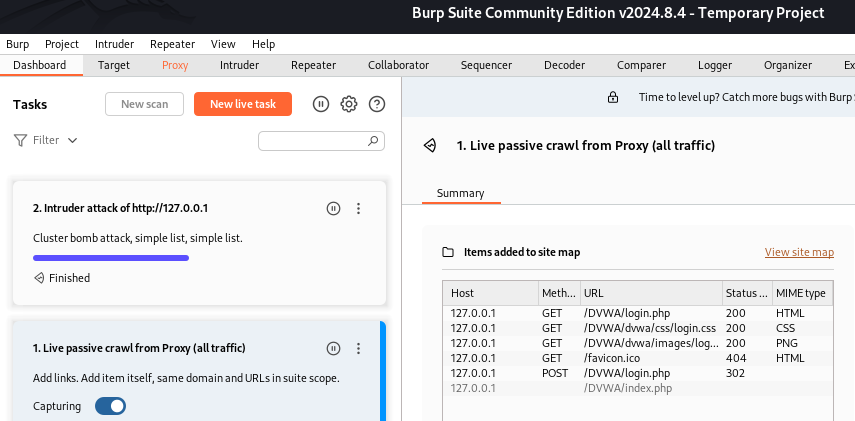 Burp Suite Community Edition v2024.8.4 - Temporary Project
Burp Project Intruder Repeater View Help
Dashboard Target Proxy Intruder Repeater Collaborator Sequencer Decoder Comparer Logger Organizer Ex
Tasks New scan New live task
Filter
2. Intruder attack of http://127.0.0.1
Cluster bomb attack, simple list, simple list.
Finished
1. Live passive crawl from Proxy (all traffic)
Add links. Add item itself, same domain and URLs in suite scope.
Capturing
Time to level up? Catch more bugs with Burp S
1. Live passive crawl from Proxy (all traffic)
Summary
Items added to site map View site map
Host Meth... URL Status ... MIME type
127.0.0.1 GET /DVWA/login.php 200 HTML
127.0.0.1 GET /DVWA/dvwa/css/login.css 200 CSS
127.0.0.1 GET /DVWA/dvwa/images/log... 200 PNG
127.0.0.1 GET /favicon.ico 404 HTML
127.0.0.1 POST /DVWA/login.php 302
127.0.0.1 /DVWA/index.php